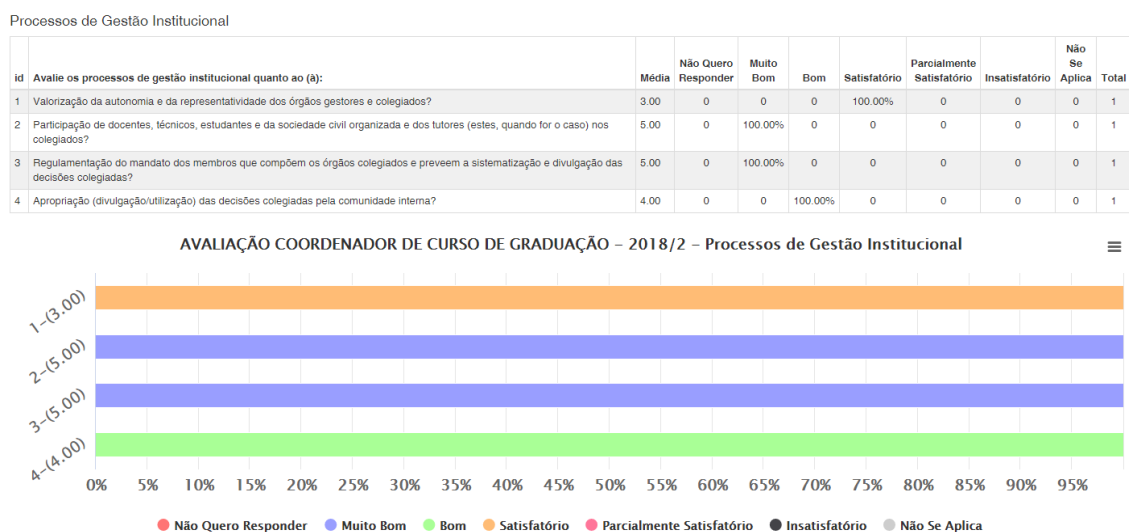 Processos de Gestão Institucional
id Avalie os processos de gestão institucional quanto ao (à): Média Não Quero Responder Muito Bom Bom Satisfatório Parcialmente Satisfatório Insatisfatório Não Se Aplica Total
1 Valorização da autonomia e da representatividade dos órgãos gestores e colegiados? 3.00 0 0 0 100.00% 0 0 0 1
2 Participação de docentes, técnicos, estudantes e da sociedade civil organizada e dos tutores (estes, quando for o caso) nos
colegiados? 5.00 0 100.00% 0 0 0 0 0 1
3 Regulamentação do mandato dos membros que compõem os órgãos colegiados e preveem a sistematização e divulgação das
decisões colegiadas? 5.00 0 100.00% 0 0 0 0 0 1
4 Apropriação (divulgação/utilização) das decisões colegiadas pela comunidade interna? 4.00 0 0 100.00% 0 0 0 0 1
AVALIAÇÃO COORDENADOR DE CURSO DE GRADUAÇÃO – 2018/2 – Processos de Gestão Institucional
1-(3.00)
2-(5.00)
3-(5.00)
4-(4.00)
0% 5% 10% 15% 20% 25% 30% 35% 40% 45% 50% 55% 60% 65% 70% 75% 80% 85% 90% 95%
Não Quero Responder Muito Bom Bom Satisfatório Parcialmente Satisfatório Insatisfatório Não Se Aplica